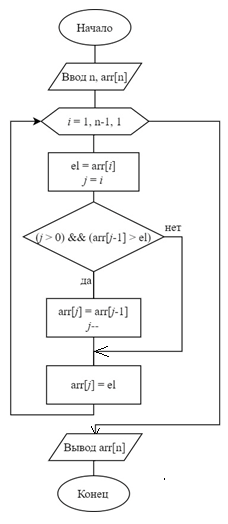 Начало
Ввод n, arr[n]
i = 1, n-1, 1
el = arr[i]
j = i
(j > 0) && (arr[j-1] > el)
нет
да
arr[j] = arr[j-1]
j--
arr[j] = el
Вывод arr[n]
Конец